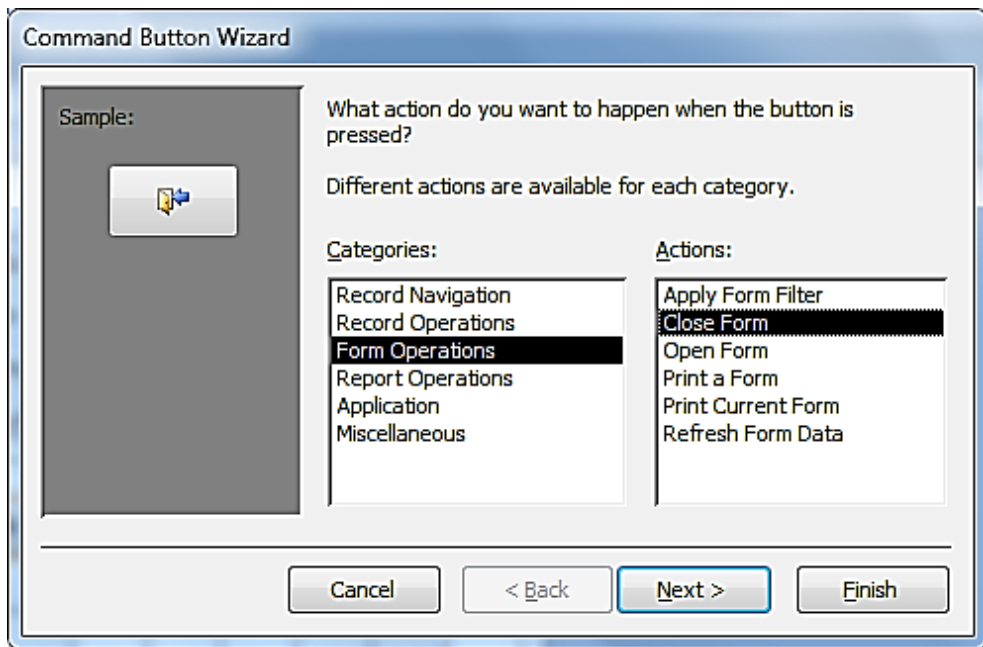 Command Button Wizard
Sample:
What action do you want to happen when the button is
pressed?
Different actions are available for each category.
Categories:
Record Navigation
Record Operations
Form Operations
Report Operations
Application
Miscellaneous
Actions:
Apply Form Filter
Close Form
Open Form
Print a Form
Print Current Form
Refresh Form Data
Cancel
< Back
Next >
Finish